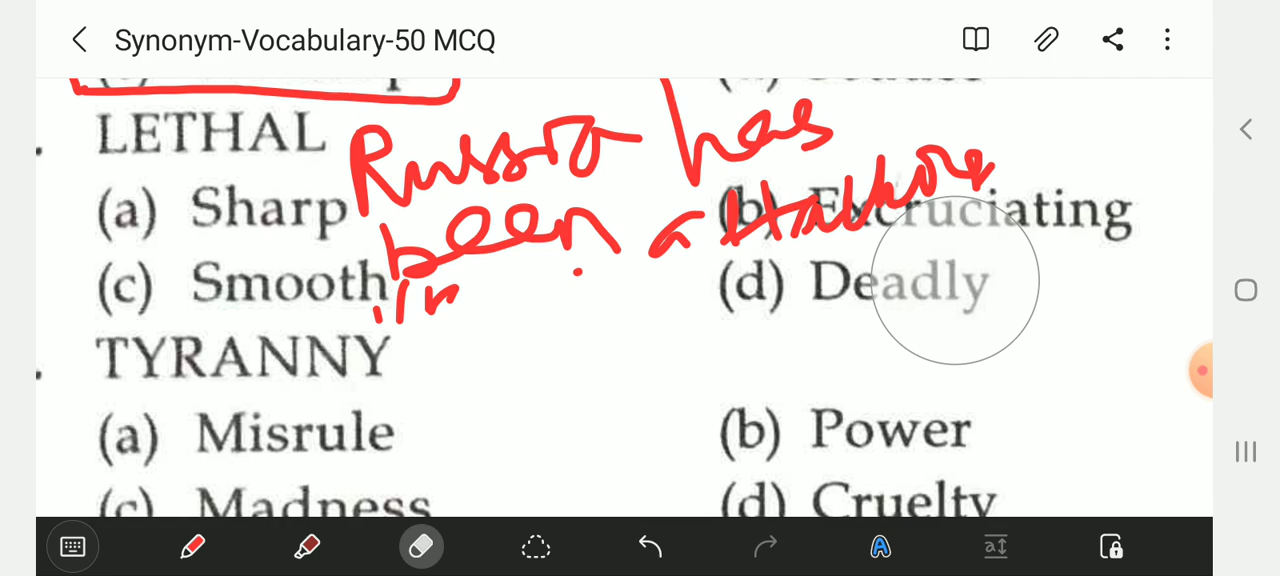 Synonym-Vocabulary-50 MCQ
LETHAL
Russia has
(a) Sharp
(b) Excruciating
been
(c) Smooth
(d) Deadly
in
TYRANNY
(a) Misrule
(b) Power
(c) Madness
(d) Cruelty